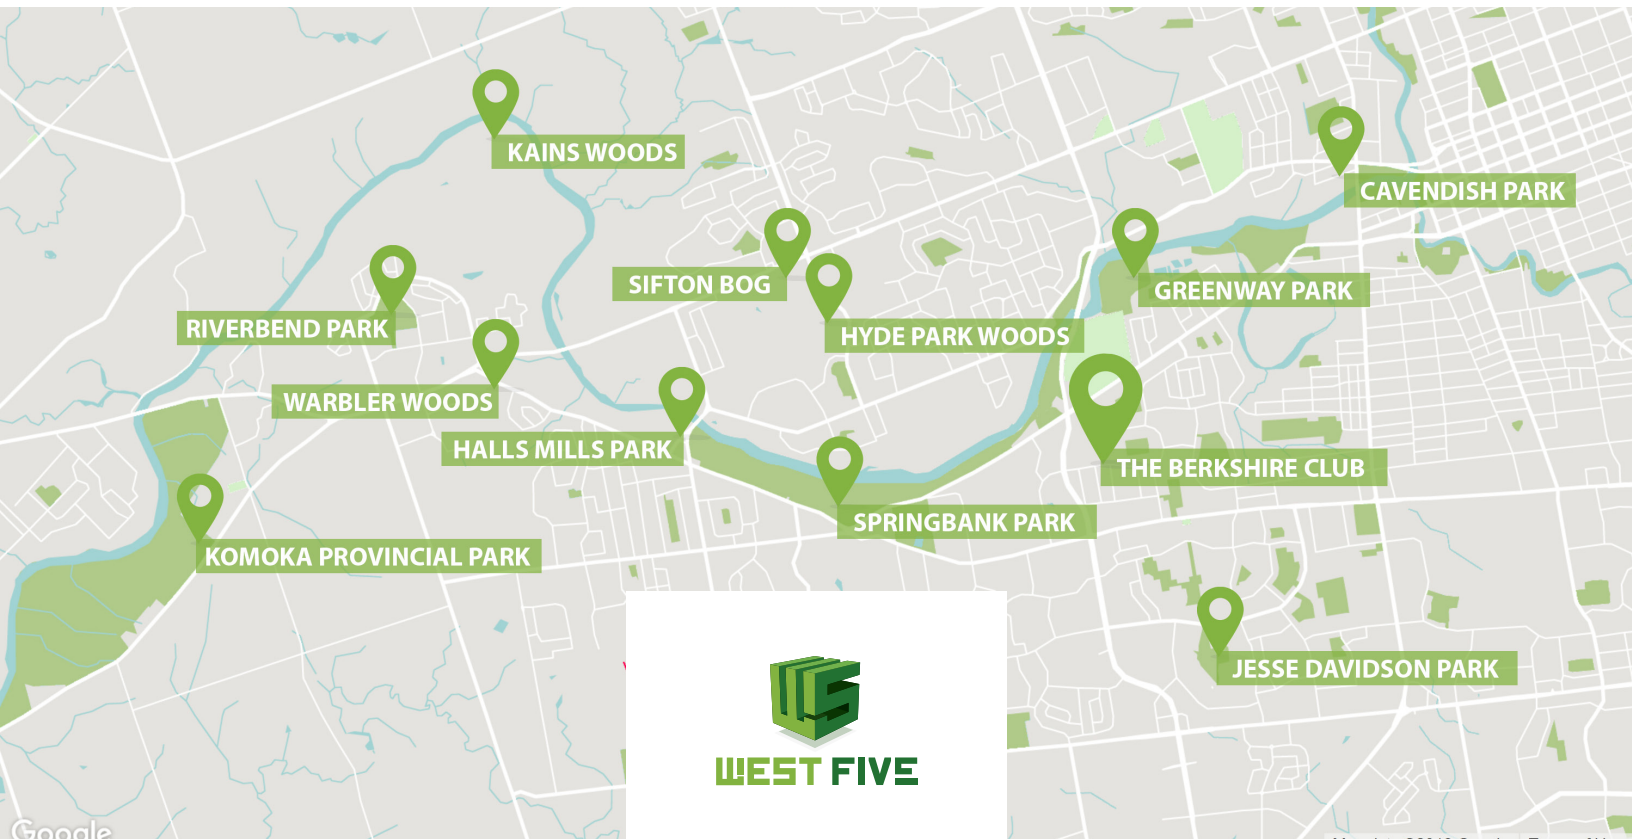 KAINS WOODS
CAVENDISH PARK
SIFTON BOG
GREENWAY PARK
RIVERBEND PARK
HYDE PARK WOODS
WARBLER WOODS
HALLS MILLS PARK
THE BERKSHIRE CLUB
SPRINGBANK PARK
KOMOKA PROVINCIAL PARK
JESSE DAVIDSON PARK
WEST FIVE
Google